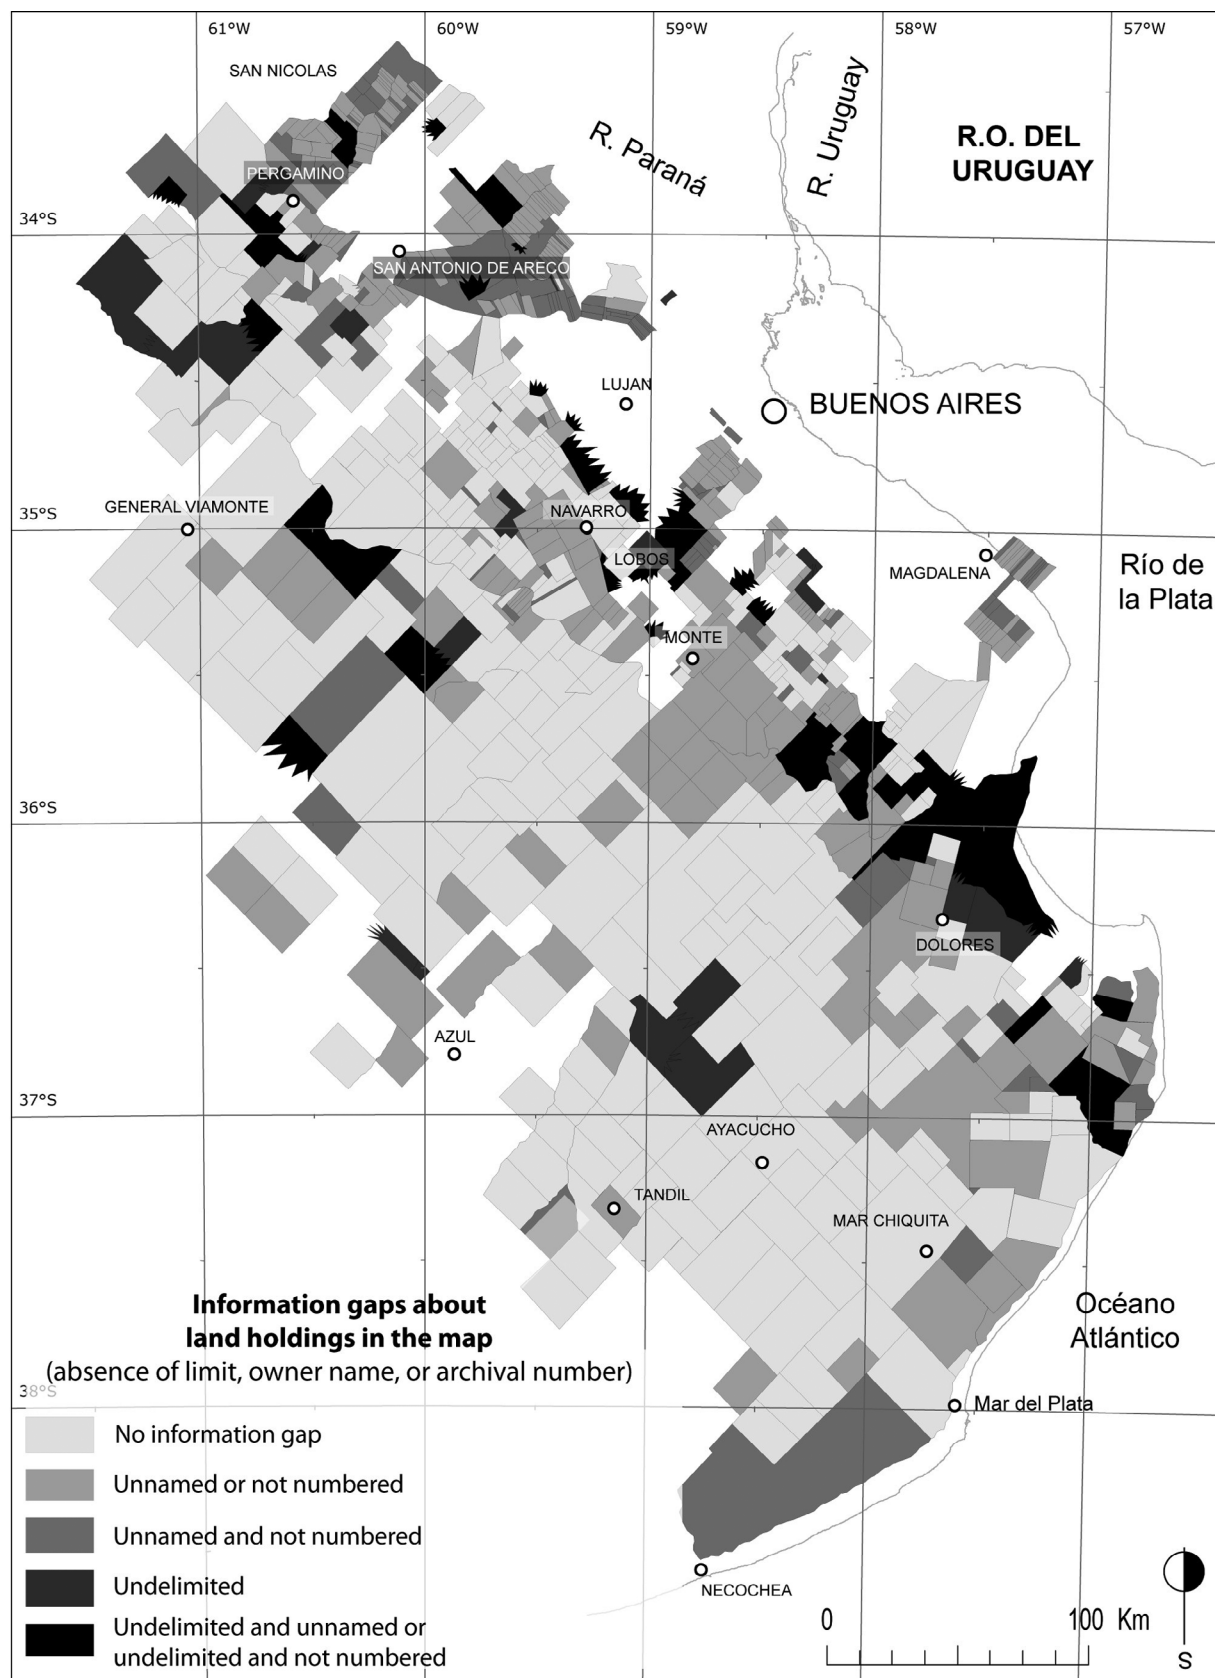 61°W
60°W
59°W
58°W
57°W
SAN NICOLAS
R. Paraná
R. Uruguay
R.O. DEL
URUGUAY
PERGAMINO
34°S
SAN ANTONIO DE ARECO
LUJAN
BUENOS AIRES
GENERAL VIAMONTE
35°S
NAVARRO
LOBOS
MAGDALENA
Río de
la Plata
MONTE
36°S
DOLORES
AZUL
37°S
AYACUCHO
TANDIL
MAR CHIQUITA
Océano
Atlántico
Information gaps about
land holdings in the map
(absence of limit, owner name, or archival number)
38°S
Mar del Plata
No information gap
Unnamed or not numbered
Unnamed and not numbered
Undelimited
Undelimited and unnamed or
undelimited and not numbered
NECOCHEA
0 100 Km
S